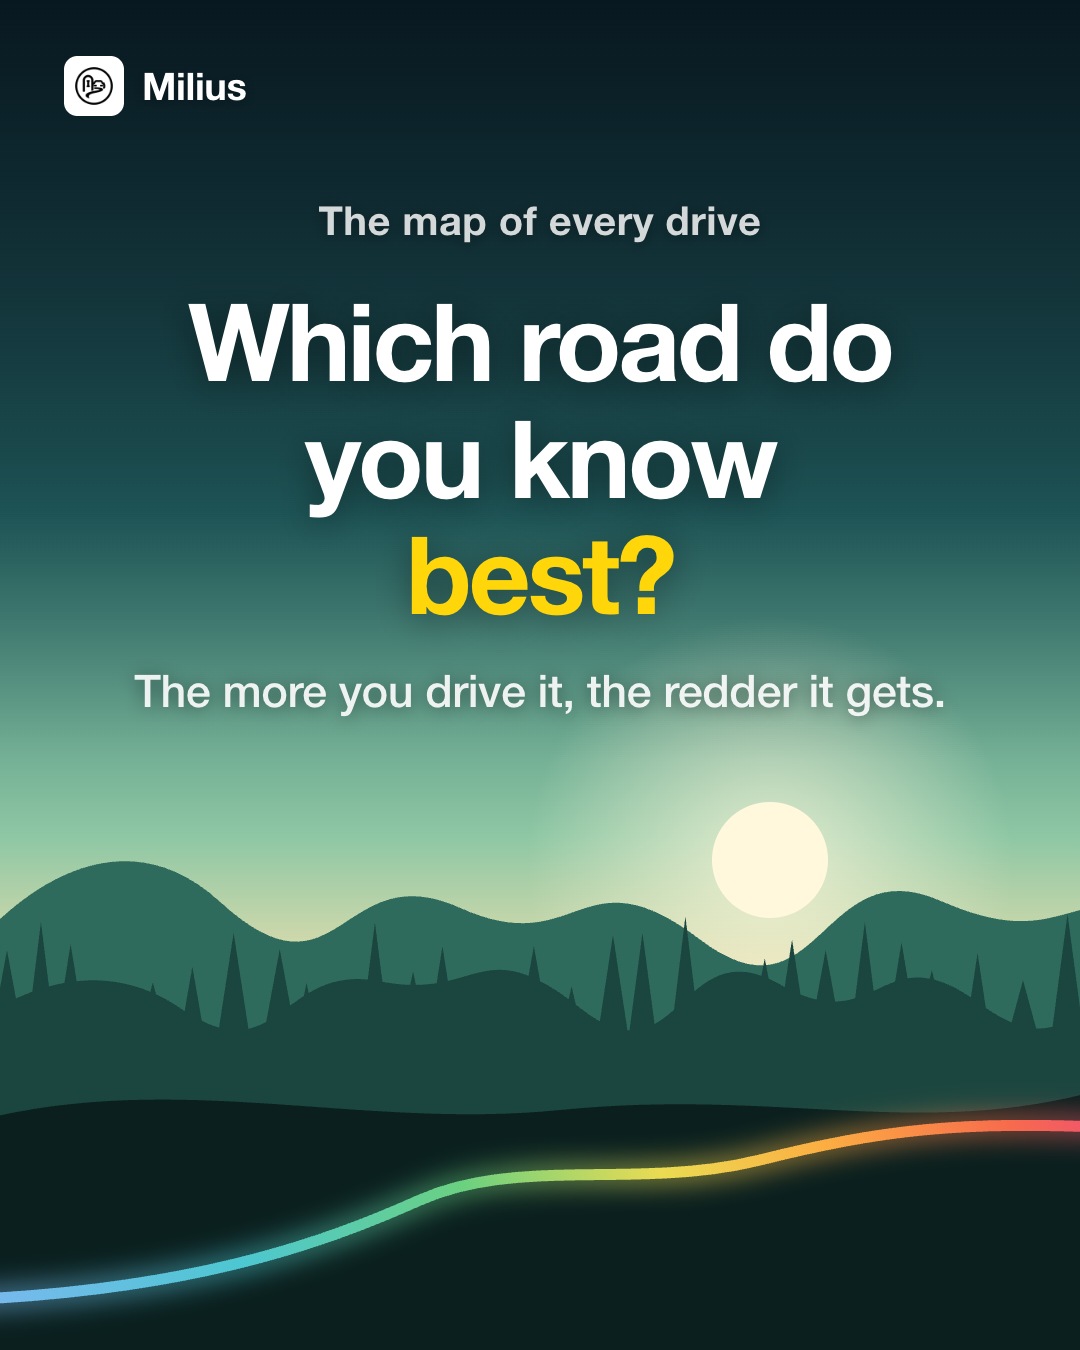 Milius
The map of every drive
Which road do
you know
best?
The more you drive it, the redder it gets.